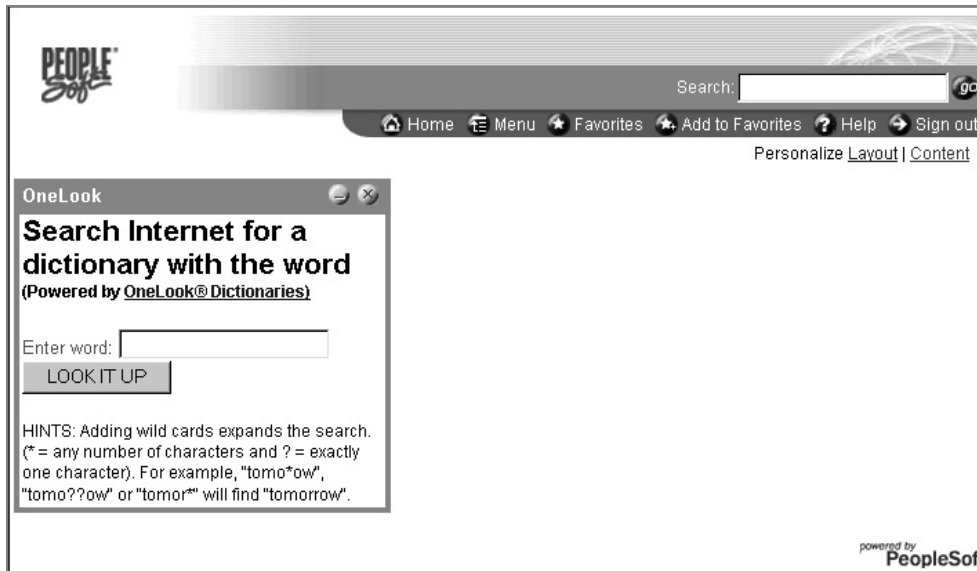 PEOPLE
Soft
Search: go
Home Menu Favorites Add to Favorites Help Sign out
Personalize Layout | Content
OneLook
Search Internet for a
dictionary with the word
(Powered by OneLook® Dictionaries)
Enter word:
LOOK IT UP
HINTS: Adding wild cards expands the search.
(* = any number of characters and ? = exactly
one character). For example, "tomo*ow",
"tomo??ow" or "tomor*" will find "tomorrow".
powered by
PeopleSof